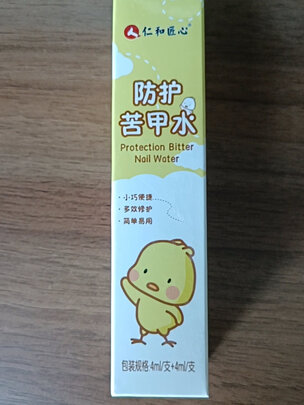 仁和匠心
防护
苦甲水
Protection Bitter
Nail Water
·小巧便捷
·多效修护
·简单易用
包装规格:4ml/支+4ml/支